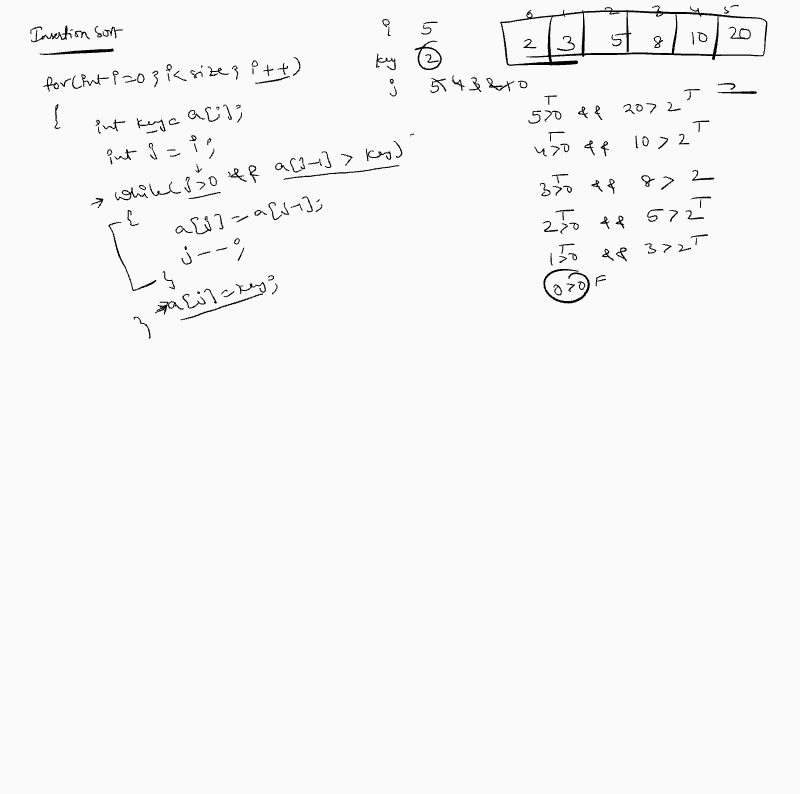 Insertion Sort
for(int i=0 ; i<size ; i++)
{
int key= a[i];
int j = i;
→ while(j>0 && a[j-1] > key)
{
a[j] = a[j-1];
j--;
}
→ a[j] = key;
}
i 5
key 2
j 5 4 3 2 1 0
0 1 2 3 4 5
2 3 5 8 10 20
5>0 T && 20>2 T
4>0 T && 10>2 T
3>0 T && 8>2
2>0 T && 5>2 T
1>0 T && 3>2 T
0>0 F